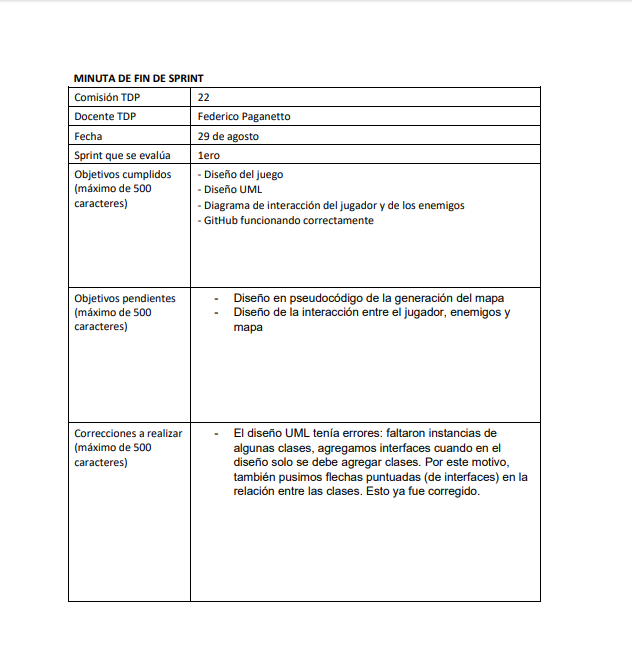 MINUTA DE FIN DE SPRINT
Comisión TDP
22
Docente TDP
Federico Paganetto
Fecha
29 de agosto
Sprint que se evalúa
1ero
Objetivos cumplidos
(máximo de 500
caracteres)
- Diseño del juego
- Diseño UML
- Diagrama de interacción del jugador y de los enemigos
- GitHub funcionando correctamente
Objetivos pendientes
(máximo de 500
caracteres)
- Diseño en pseudocódigo de la generación del mapa
- Diseño de la interacción entre el jugador, enemigos y
mapa
Correcciones a realizar
(máximo de 500
caracteres)
- El diseño UML tenía errores: faltaron instancias de
algunas clases, agregamos interfaces cuando en el
diseño solo se debe agregar clases. Por este motivo,
también pusimos flechas puntuadas (de interfaces) en la
relación entre las clases. Esto ya fue corregido.